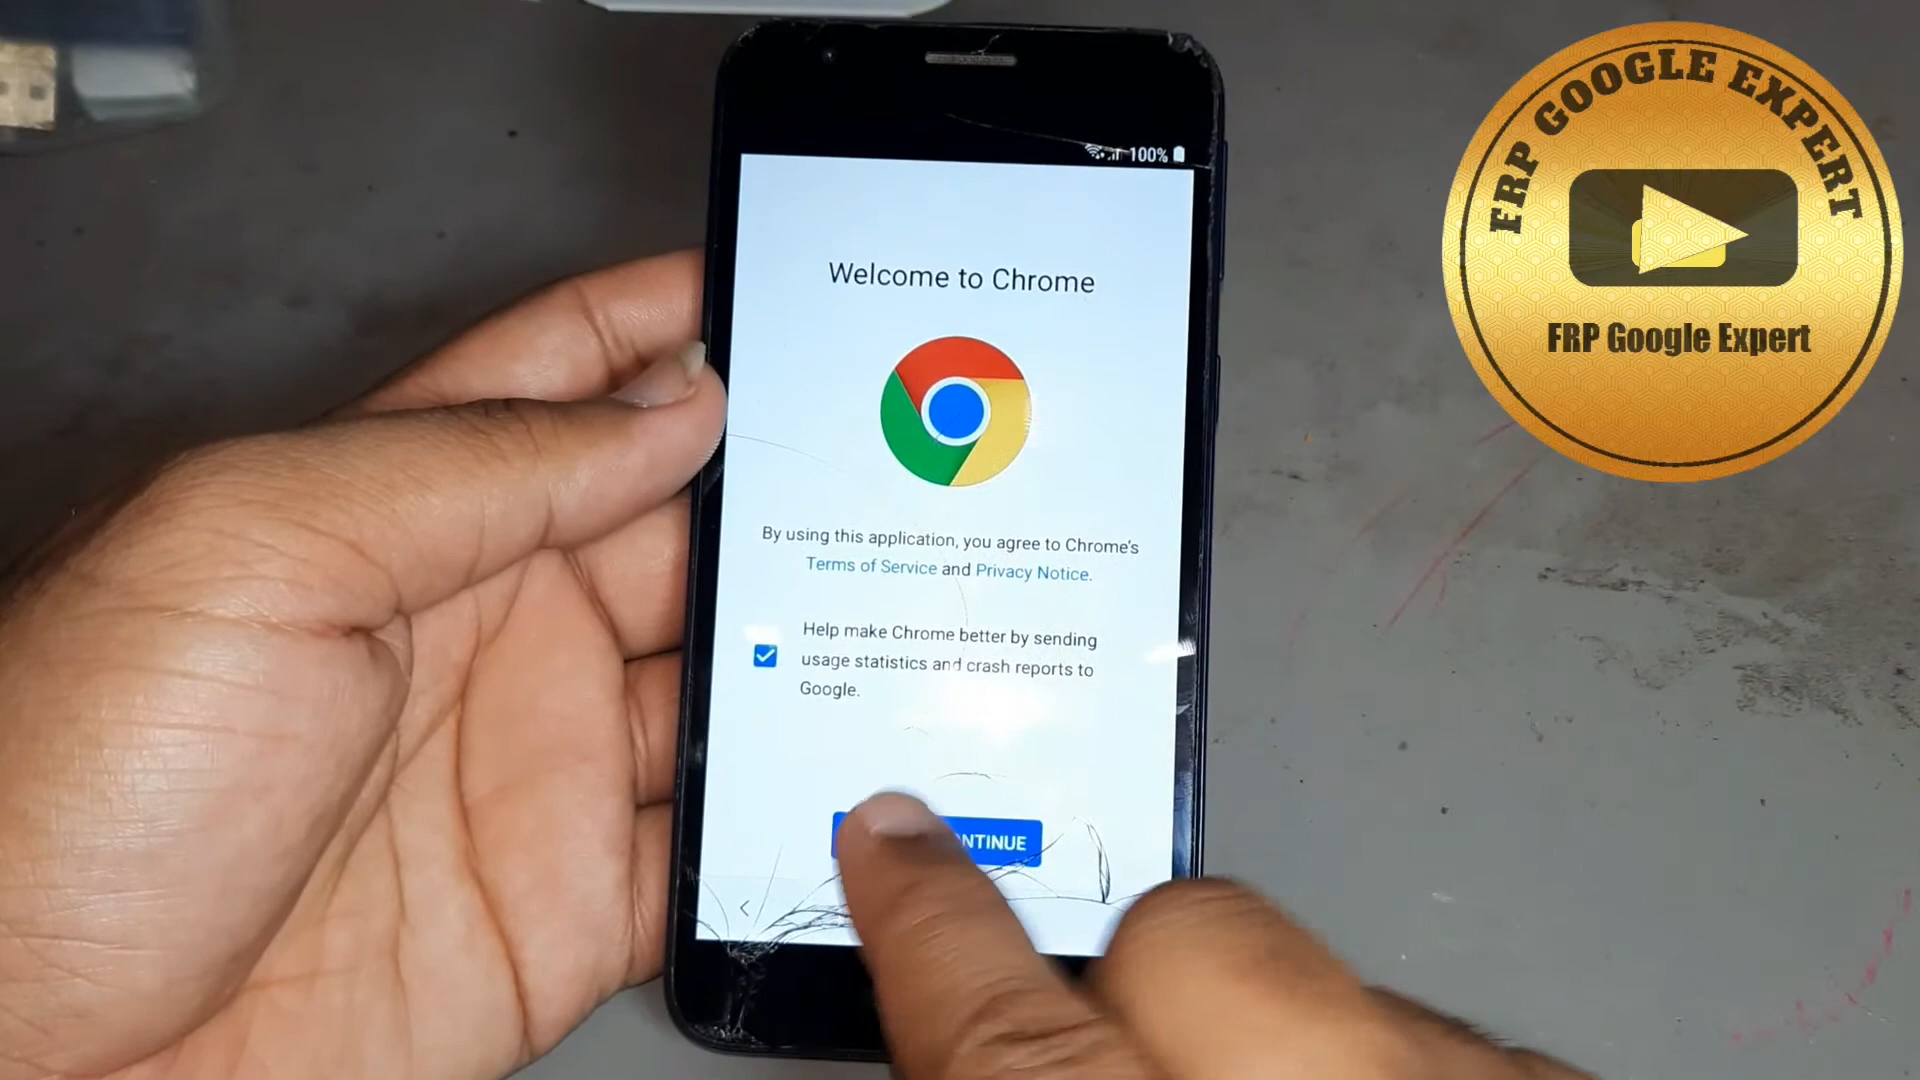 FRP GOOGLE EXPERT
FRP Google Expert
100%
Welcome to Chrome
By using this application, you agree to Chrome's
Terms of Service and Privacy Notice.
Help make Chrome better by sending
usage statistics and crash reports to
Google.